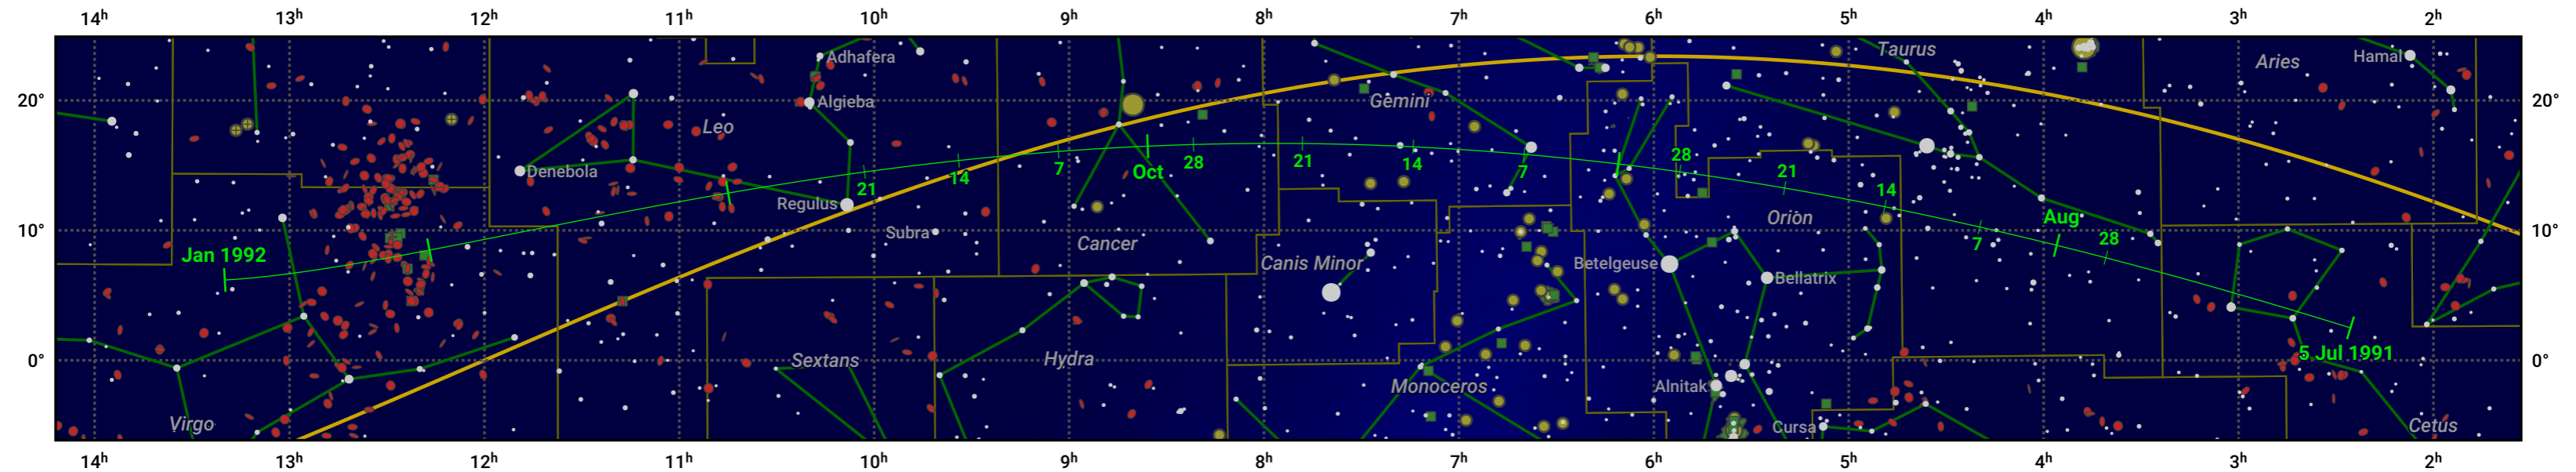 14h 13h 12h 11h 10h 9h 8h 7h 6h 5h 4h 3h 2h
Adhafera Taurus Aries Hamal
20° Algieba Gemini 20°
Leo
Denebola 21 14 7 Oct 28 21 14 7 28 21 14
Regulus Orion Aug
10° Subra Cancer 7 28 10°
Jan 1992 Canis Minor Betelgeuse Bellatrix
0° Sextans Hydra 5 Jul 1991 0°
Monoceros Alnitak
Virgo Cursa Cetus
14h 13h 12h 11h 10h 9h 8h 7h 6h 5h 4h 3h 2h